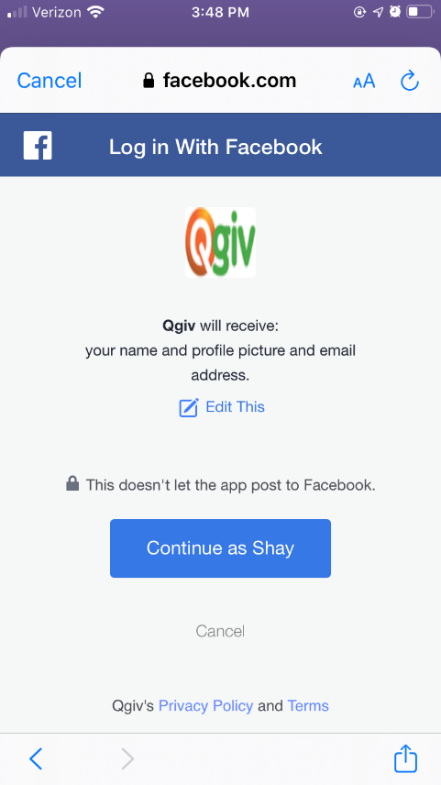 Verizon 3:48 PM
Cancel facebook.com AA
f Log in With Facebook
Qgiv
Qgiv will receive:
your name and profile picture and email
address.
Edit This
This doesn't let the app post to Facebook.
Continue as Shay
Cancel
Qgiv's Privacy Policy and Terms